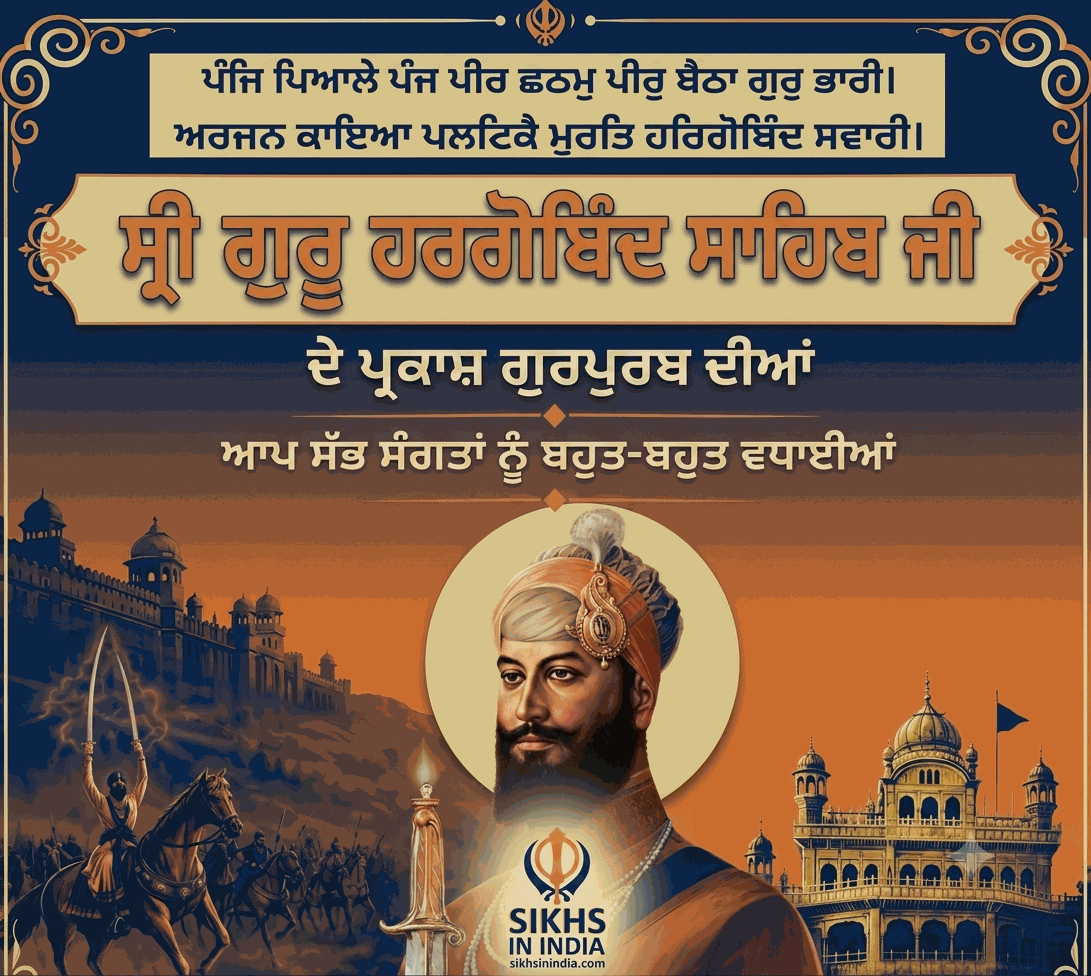 ਪੰਜਿ ਪਿਆਲੇ ਪੰਜ ਪੀਰ ਛਠਮੁ ਪੀਰੁ ਬੈਠਾ ਗੁਰੁ ਭਾਰੀ।
ਅਰਜਨ ਕਾਇਆ ਪਲਟਿਕੈ ਮੁਰਤਿ ਹਰਿਗੋਬਿੰਦ ਸਵਾਰੀ।
ਸ੍ਰੀ ਗੁਰੂ ਹਰਗੋਬਿੰਦ ਸਾਹਿਬ ਜੀ
ਦੇ ਪ੍ਰਕਾਸ਼ ਗੁਰਪੁਰਬ ਦੀਆਂ
ਆਪ ਸੱਭ ਸੰਗਤਾਂ ਨੂੰ ਬਹੁਤ-ਬਹੁਤ ਵਧਾਈਆਂ
SIKHS
IN INDIA
sikhsinindia.com